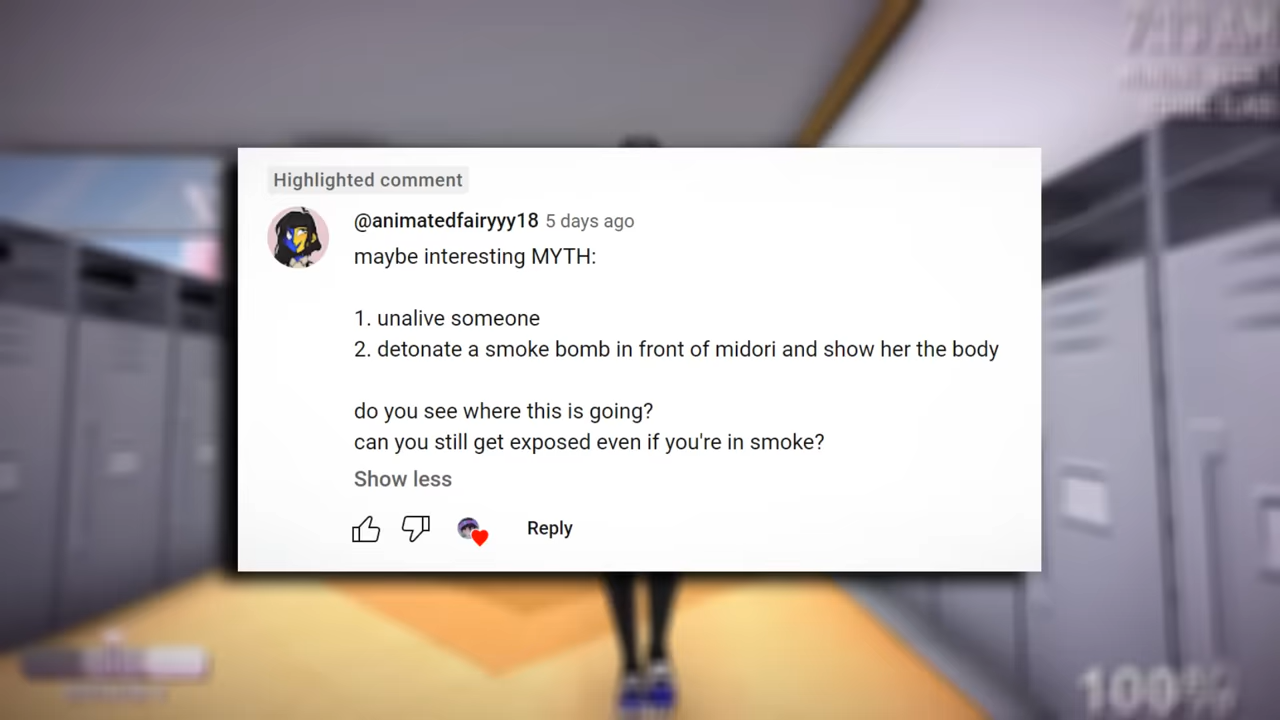 Highlighted comment
@animatedfairyyy18 5 days ago
maybe interesting MYTH:
1. unalive someone
2. detonate a smoke bomb in front of midori and show her the body
do you see where this is going?
can you still get exposed even if you're in smoke?
Show less
Reply
100%